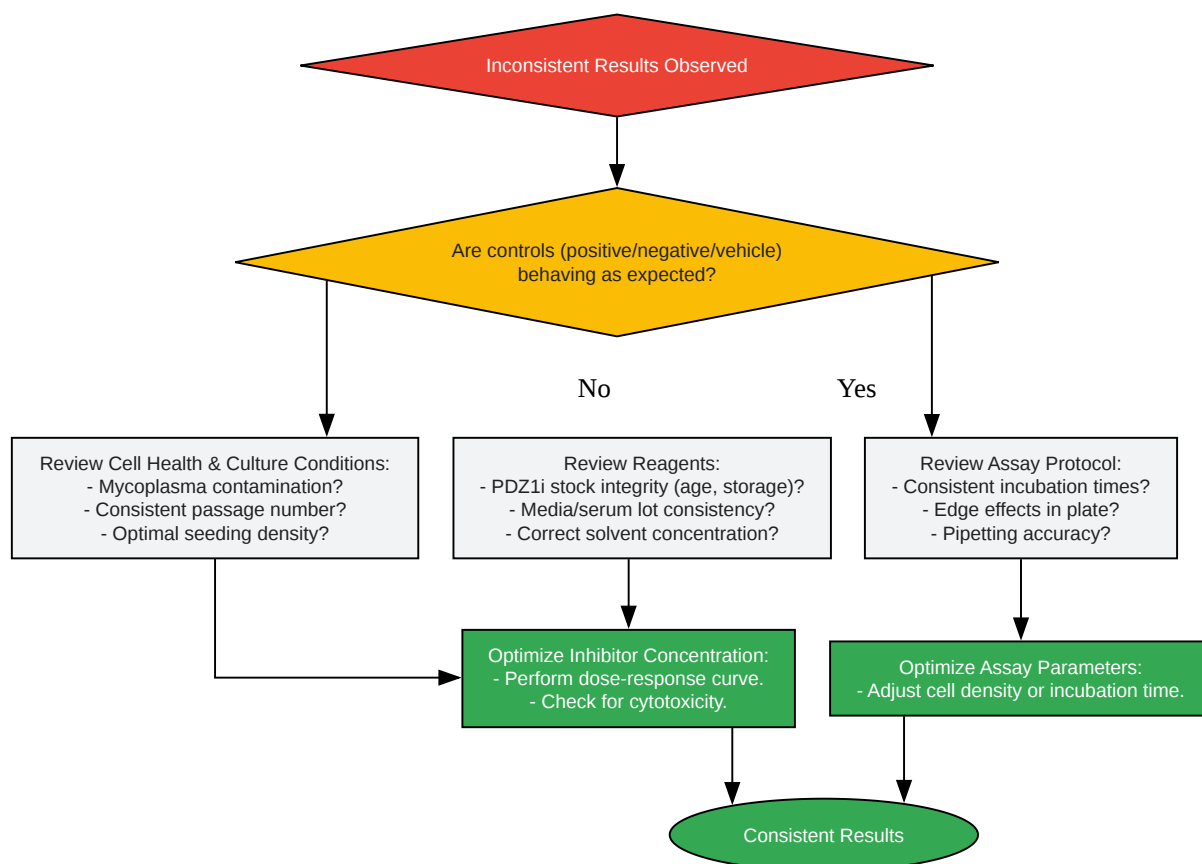 Inconsistent Results Observed
Are controls (positive/negative/vehicle)
behaving as expected?
No
Yes
Review Cell Health & Culture Conditions:
- Mycoplasma contamination?
- Consistent passage number?
- Optimal seeding density?
Review Reagents:
- PDZ1i stock integrity (age, storage)?
- Media/serum lot consistency?
- Correct solvent concentration?
Review Assay Protocol:
- Consistent incubation times?
- Edge effects in plate?
- Pipetting accuracy?
Optimize Inhibitor Concentration:
- Perform dose-response curve.
- Check for cytotoxicity.
Optimize Assay Parameters:
- Adjust cell density or incubation time.
Consistent Results